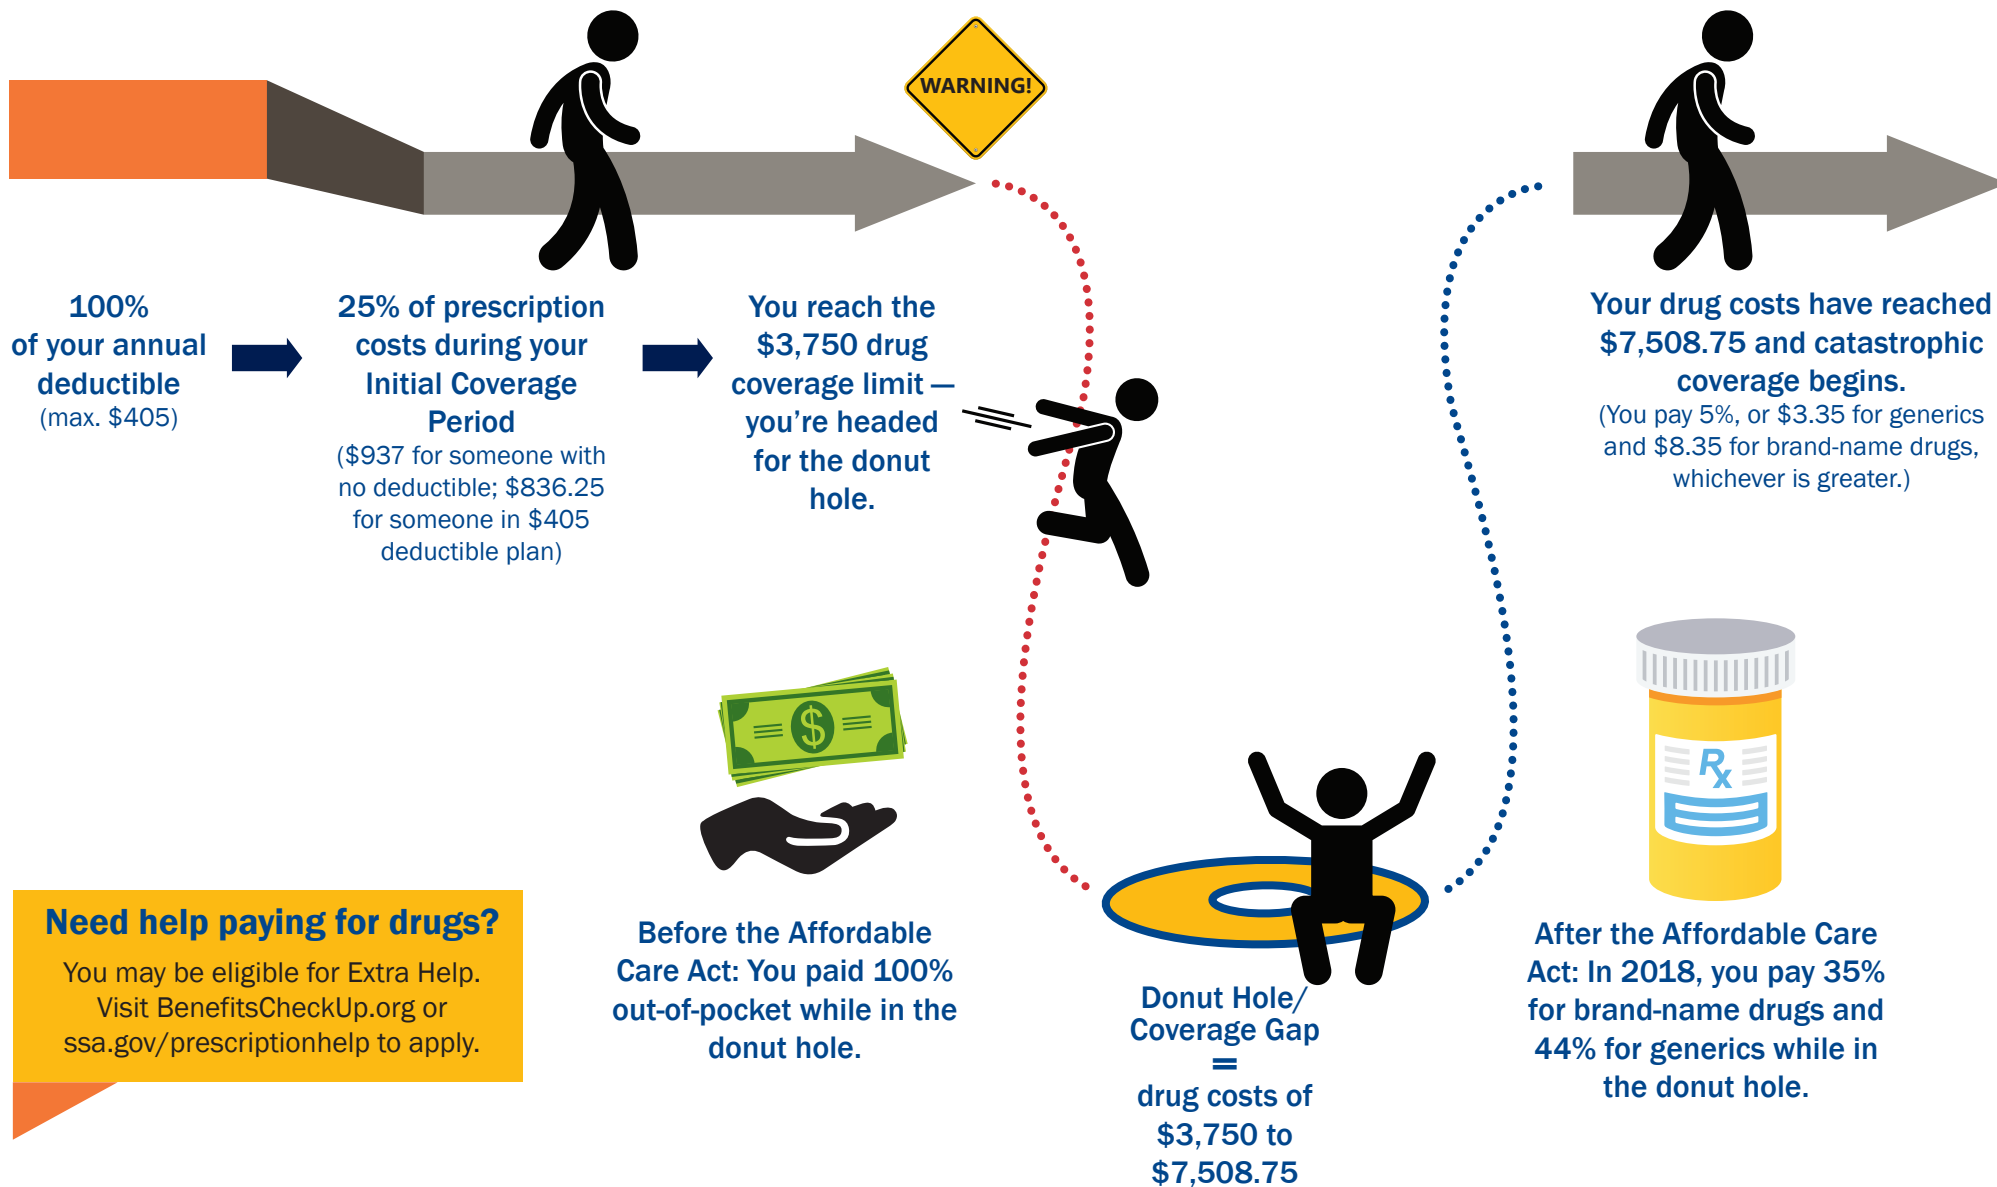 WARNING!
100%
of your annual
deductible
(max. $405)
25% of prescription
costs during your
Initial Coverage
Period
($937 for someone with
no deductible; $836.25
for someone in $405
deductible plan)
You reach the
$3,750 drug
coverage limit —
you’re headed
for the donut
hole.
Your drug costs have reached
$7,508.75 and catastrophic
coverage begins.
(You pay 5%, or $3.35 for generics
and $8.35 for brand-name drugs,
whichever is greater.)
$
Rx
Need help paying for drugs?
You may be eligible for Extra Help.
Visit BenefitsCheckUp.org or
ssa.gov/prescriptionhelp to apply.
Before the Affordable
Care Act: You paid 100%
out-of-pocket while in the
donut hole.
Donut Hole/
Coverage Gap
=
drug costs of
$3,750 to
$7,508.75
After the Affordable Care
Act: In 2018, you pay 35%
for brand-name drugs and
44% for generics while in
the donut hole.